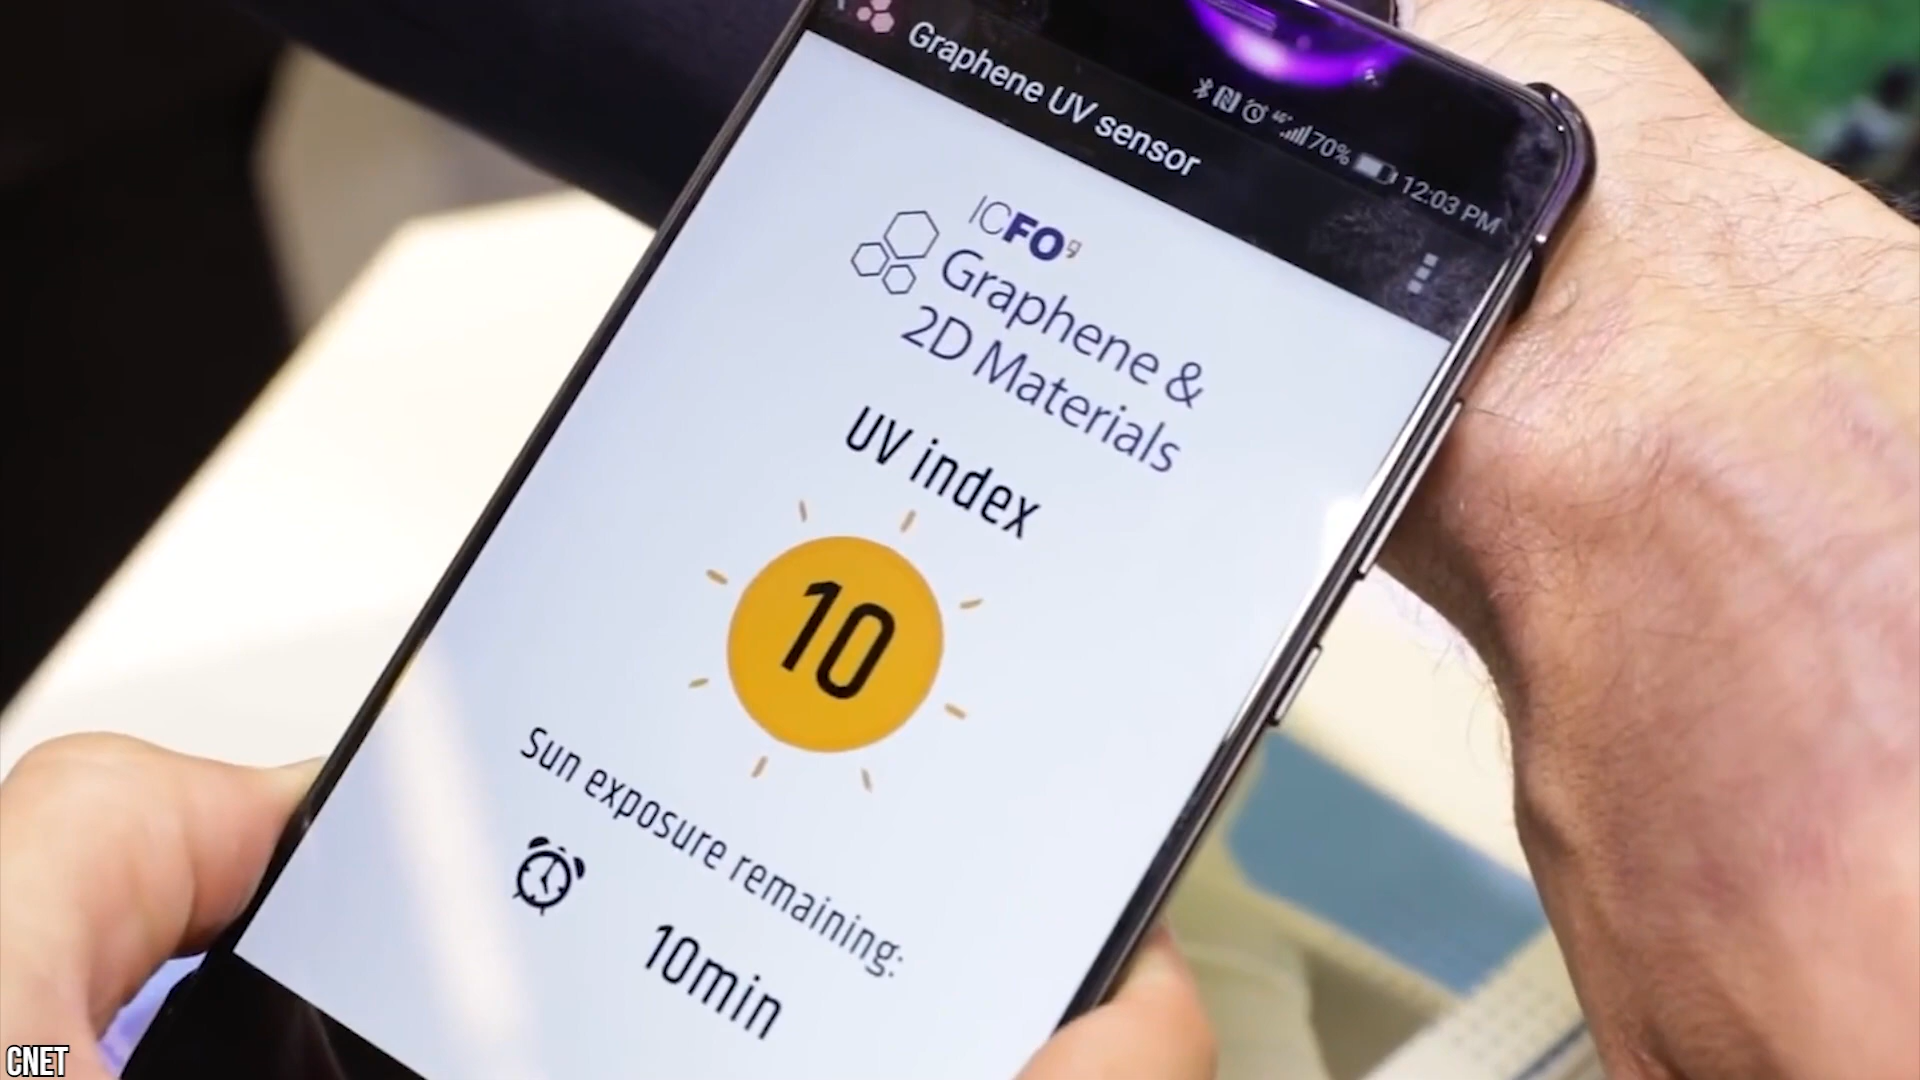 Graphene UV sensor
4G+ 70% 12:03 PM
ICFO
Graphene &
2D Materials
UV index
10
Sun exposure remaining:
10min
CNET